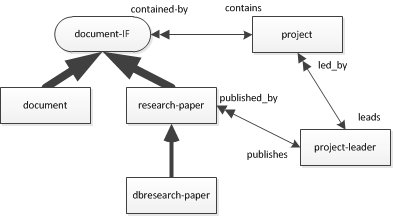 contained-by
contains
document-IF
project
led_by
document
research-paper
published_by
leads
project-leader
publishes
dbresearch-paper